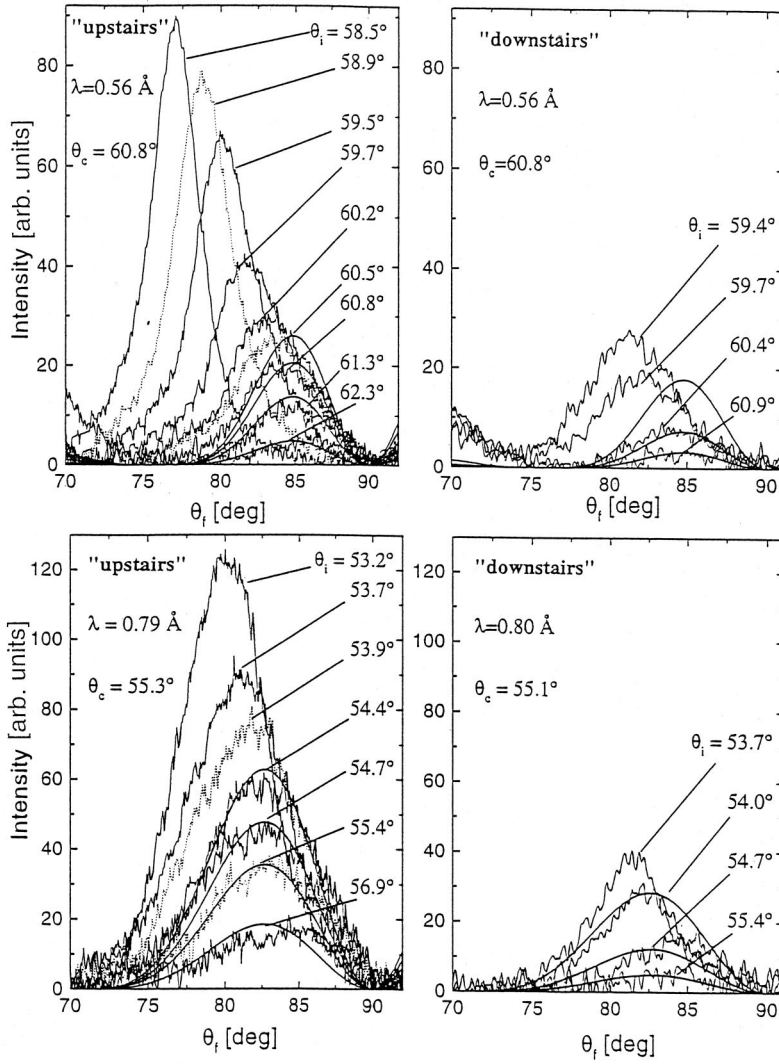 "upstairs"
λ=0.56 Å
θc = 60.8°
θi = 58.5°
58.9°
59.5°
59.7°
60.2°
60.5°
60.8°
61.3°
62.3°
80
60
40
20
0
Intensity [arb. units]
70 75 80 85 90
θf [deg]
"downstairs"
λ=0.56 Å
θc=60.8°
θi = 59.4°
59.7°
60.4°
60.9°
80
60
40
20
0
70 75 80 85 90
θf [deg]
"upstairs"
λ = 0.79 Å
θc = 55.3°
θi = 53.2°
53.7°
53.9°
54.4°
54.7°
55.4°
56.9°
120
100
80
60
40
20
0
Intensity [arb. units]
70 75 80 85 90
θf [deg]
"downstairs"
λ=0.80 Å
θc = 55.1°
θi = 53.7°
54.0°
54.7°
55.4°
120
100
80
60
40
20
0
70 75 80 85 90
θf [deg]